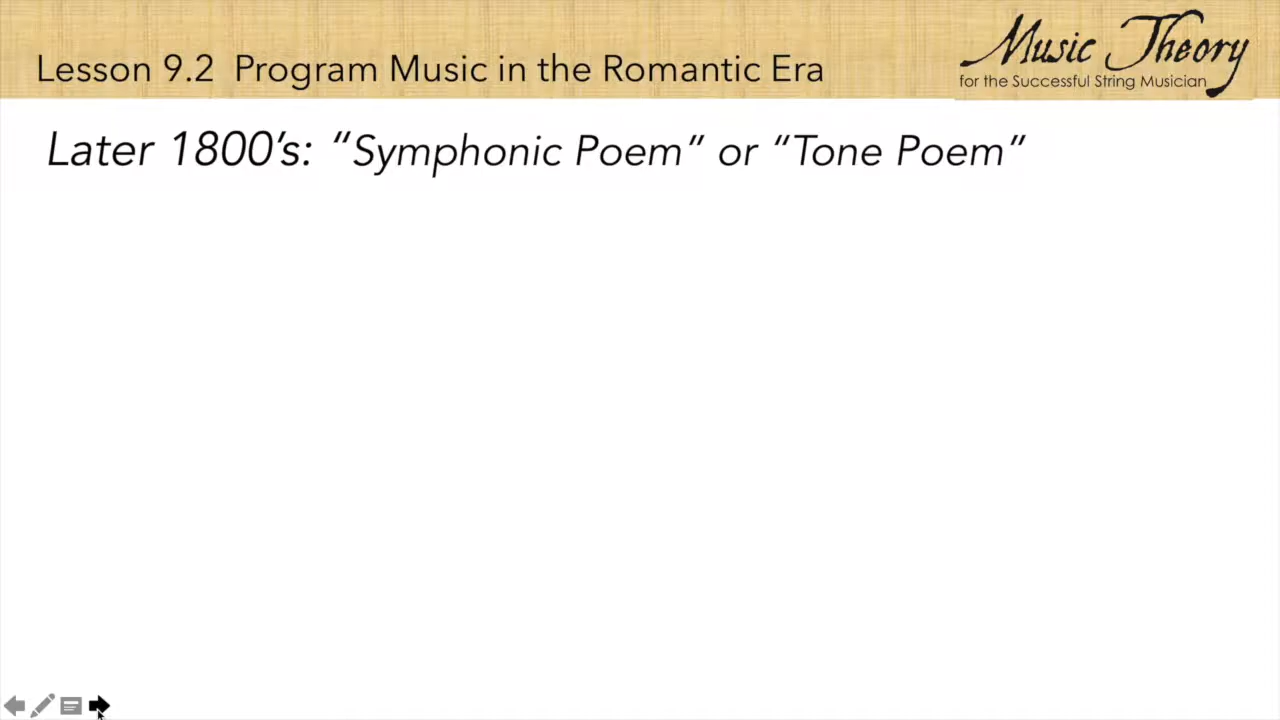 Lesson 9.2 Program Music in the Romantic Era
Music Theory
for the Successful String Musician
Later 1800’s: “Symphonic Poem” or “Tone Poem”